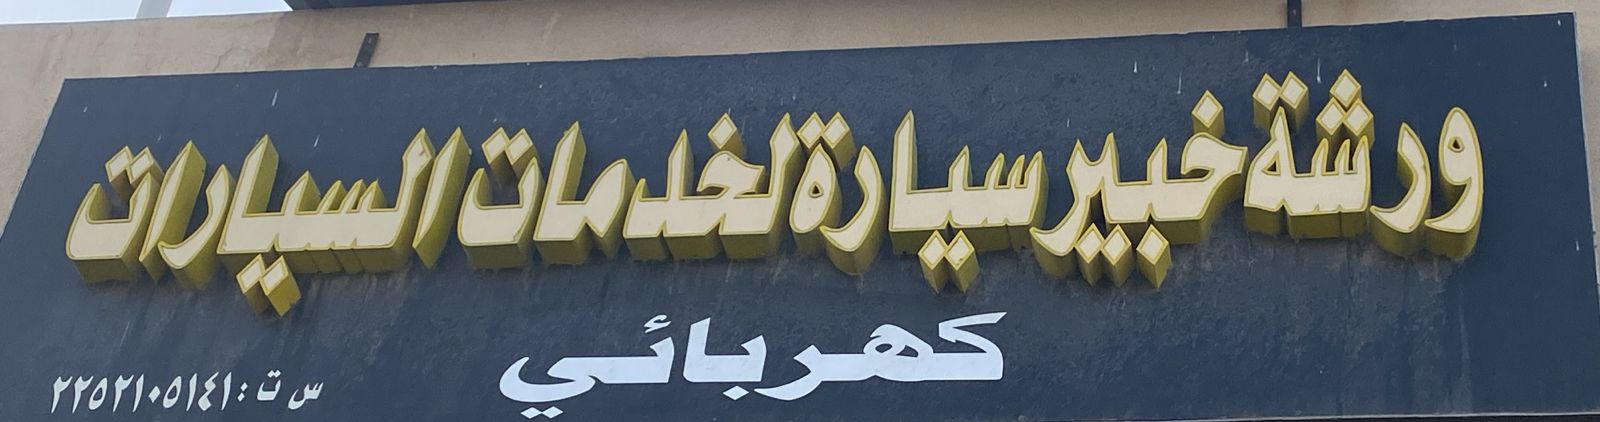 ورشة خبير سيارة لخدمات السيارات
كهربائي
س ت : ٢٢٥٢١٠٥١٤١